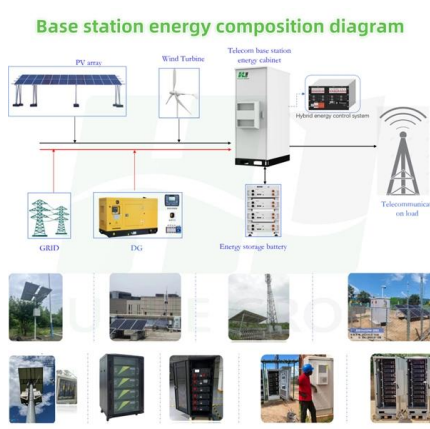 Base station energy composition diagram
PV array
Wind Turbine
Telecom base station
energy cabinet
Hybrid energy control system
Telecommunicati
on load
GRID
DG
Energy storage battery